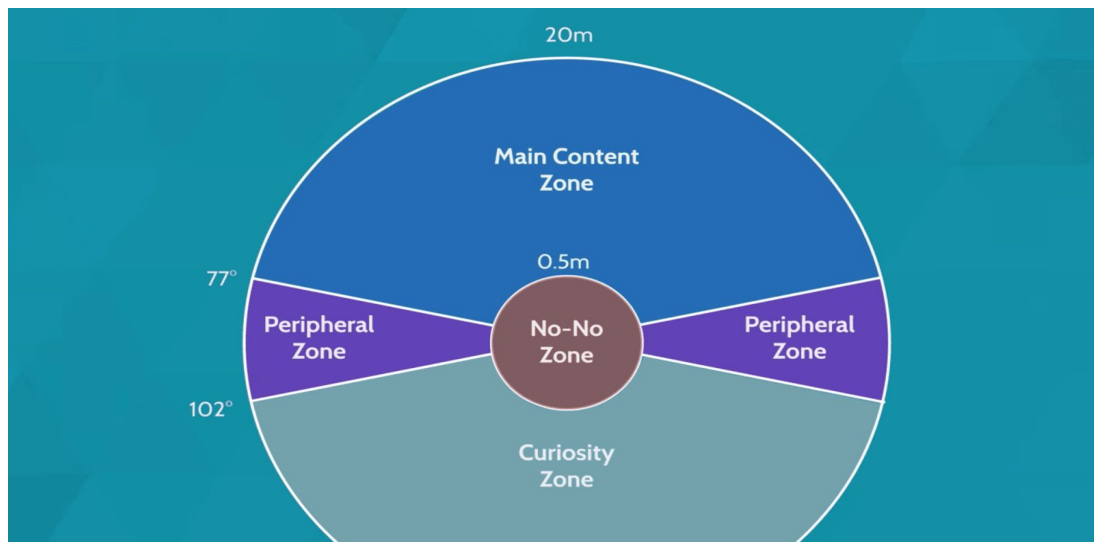 20m
Main Content
Zone
0.5m
77°
Peripheral
Zone
No-No
Zone
Peripheral
Zone
102°
Curiosity
Zone